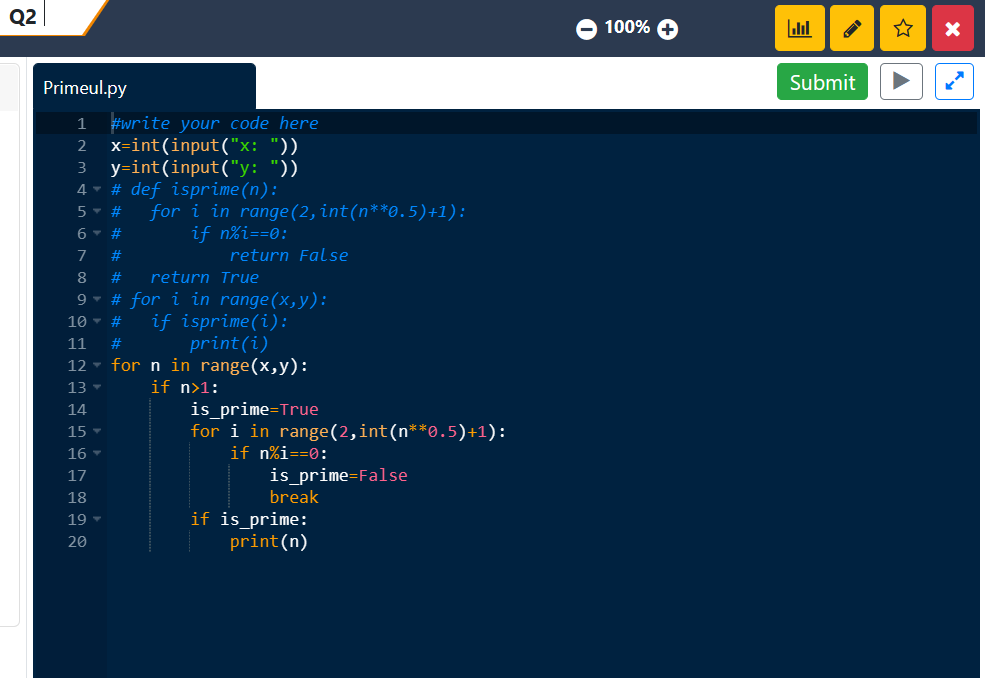 Q2
100%
Primeul.py
Submit
1 #write your code here
2 x=int(input("x: "))
3 y=int(input("y: "))
4 # def isprime(n):
5 #   for i in range(2,int(n**0.5)+1):
6 #       if n%i==0:
7 #           return False
8 #   return True
9 # for i in range(x,y):
10 #   if isprime(i):
11 #       print(i)
12 for n in range(x,y):
13     if n>1:
14         is_prime=True
15         for i in range(2,int(n**0.5)+1):
16             if n%i==0:
17                 is_prime=False
18                 break
19         if is_prime:
20             print(n)